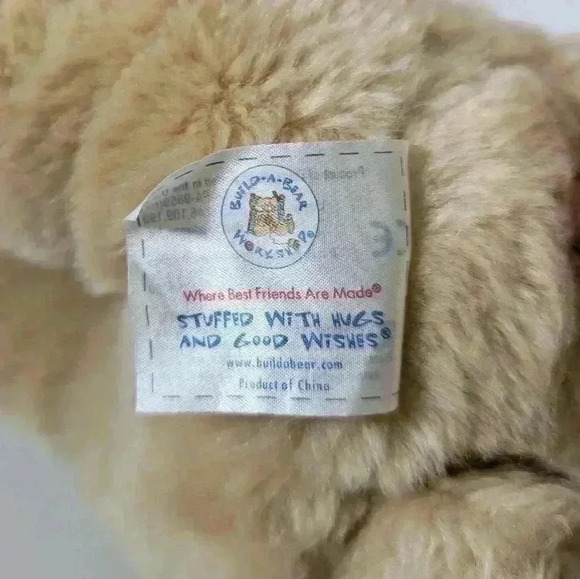 BUILD-A-BEAR
WORKSHOP®
Where Best Friends Are Made®
STUFFED WITH HUGS
AND GOOD WISHES®
www.buildabear.com
Product of China